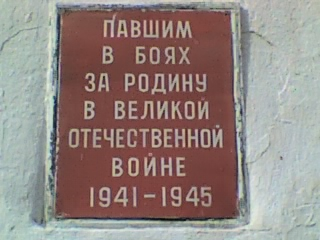 ПАВШИМ
В БОЯХ
ЗА РОДИНУ
В ВЕЛИКОЙ
ОТЕЧЕСТВЕННОЙ
ВОЙНЕ
1941-1945